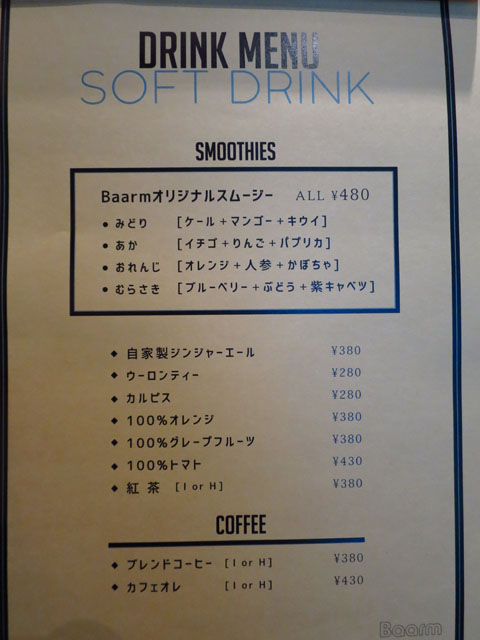 DRINK MENU
SOFT DRINK
SMOOTHIES
Baarmオリジナルスムージー ALL ¥480
● みどり [ケール+マンゴー+キウイ]
● あか [イチゴ+りんご+パプリカ]
● おれんじ [オレンジ+人参+かぼちゃ]
● むらさき [ブルーベリー+ぶどう+紫キャベツ]
◆ 自家製ジンジャーエール ¥380
◆ ウーロンティー ¥280
◆ カルピス ¥280
◆ 100%オレンジ ¥380
◆ 100%グレープフルーツ ¥380
◆ 100%トマト ¥430
◆ 紅茶 [I or H] ¥380
COFFEE
◆ ブレンドコーヒー [I or H] ¥380
◆ カフェオレ [I or H] ¥430
Baarm